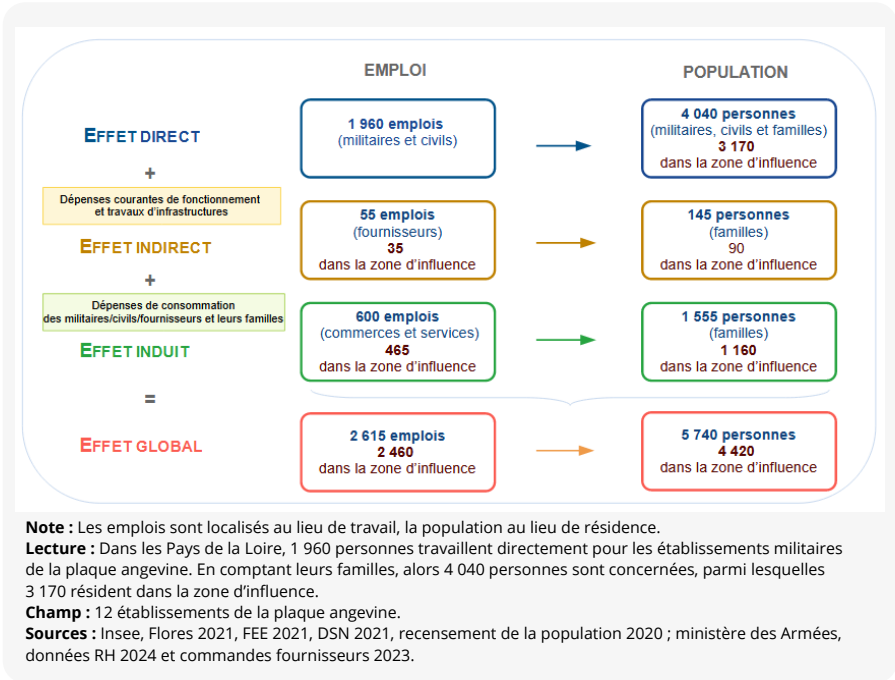 EMPLOI
POPULATION
EFFET DIRECT
1 960 emplois
(militaires et civils)
4 040 personnes
(militaires, civils et familles)
3 170
dans la zone d'influence
+
Dépenses courantes de fonctionnement
et travaux d'infrastructures
EFFET INDIRECT
55 emplois
(fournisseurs)
35
dans la zone d'influence
145 personnes
(familles)
90
dans la zone d'influence
+
Dépenses de consommation
des militaires/civils/fournisseurs et leurs familles
EFFET INDUIT
600 emplois
(commerces et services)
465
dans la zone d'influence
1 555 personnes
(familles)
1 160
dans la zone d'influence
=
EFFET GLOBAL
2 615 emplois
2 460
dans la zone d'influence
5 740 personnes
4 420
dans la zone d'influence
Note : Les emplois sont localisés au lieu de travail, la population au lieu de résidence.
Lecture : Dans les Pays de la Loire, 1 960 personnes travaillent directement pour les établissements militaires
de la plaque angevine. En comptant leurs familles, alors 4 040 personnes sont concernées, parmi lesquelles
3 170 résident dans la zone d'influence.
Champ : 12 établissements de la plaque angevine.
Sources : Insee, Flores 2021, FEE 2021, DSN 2021, recensement de la population 2020 ; ministère des Armées,
données RH 2024 et commandes fournisseurs 2023.